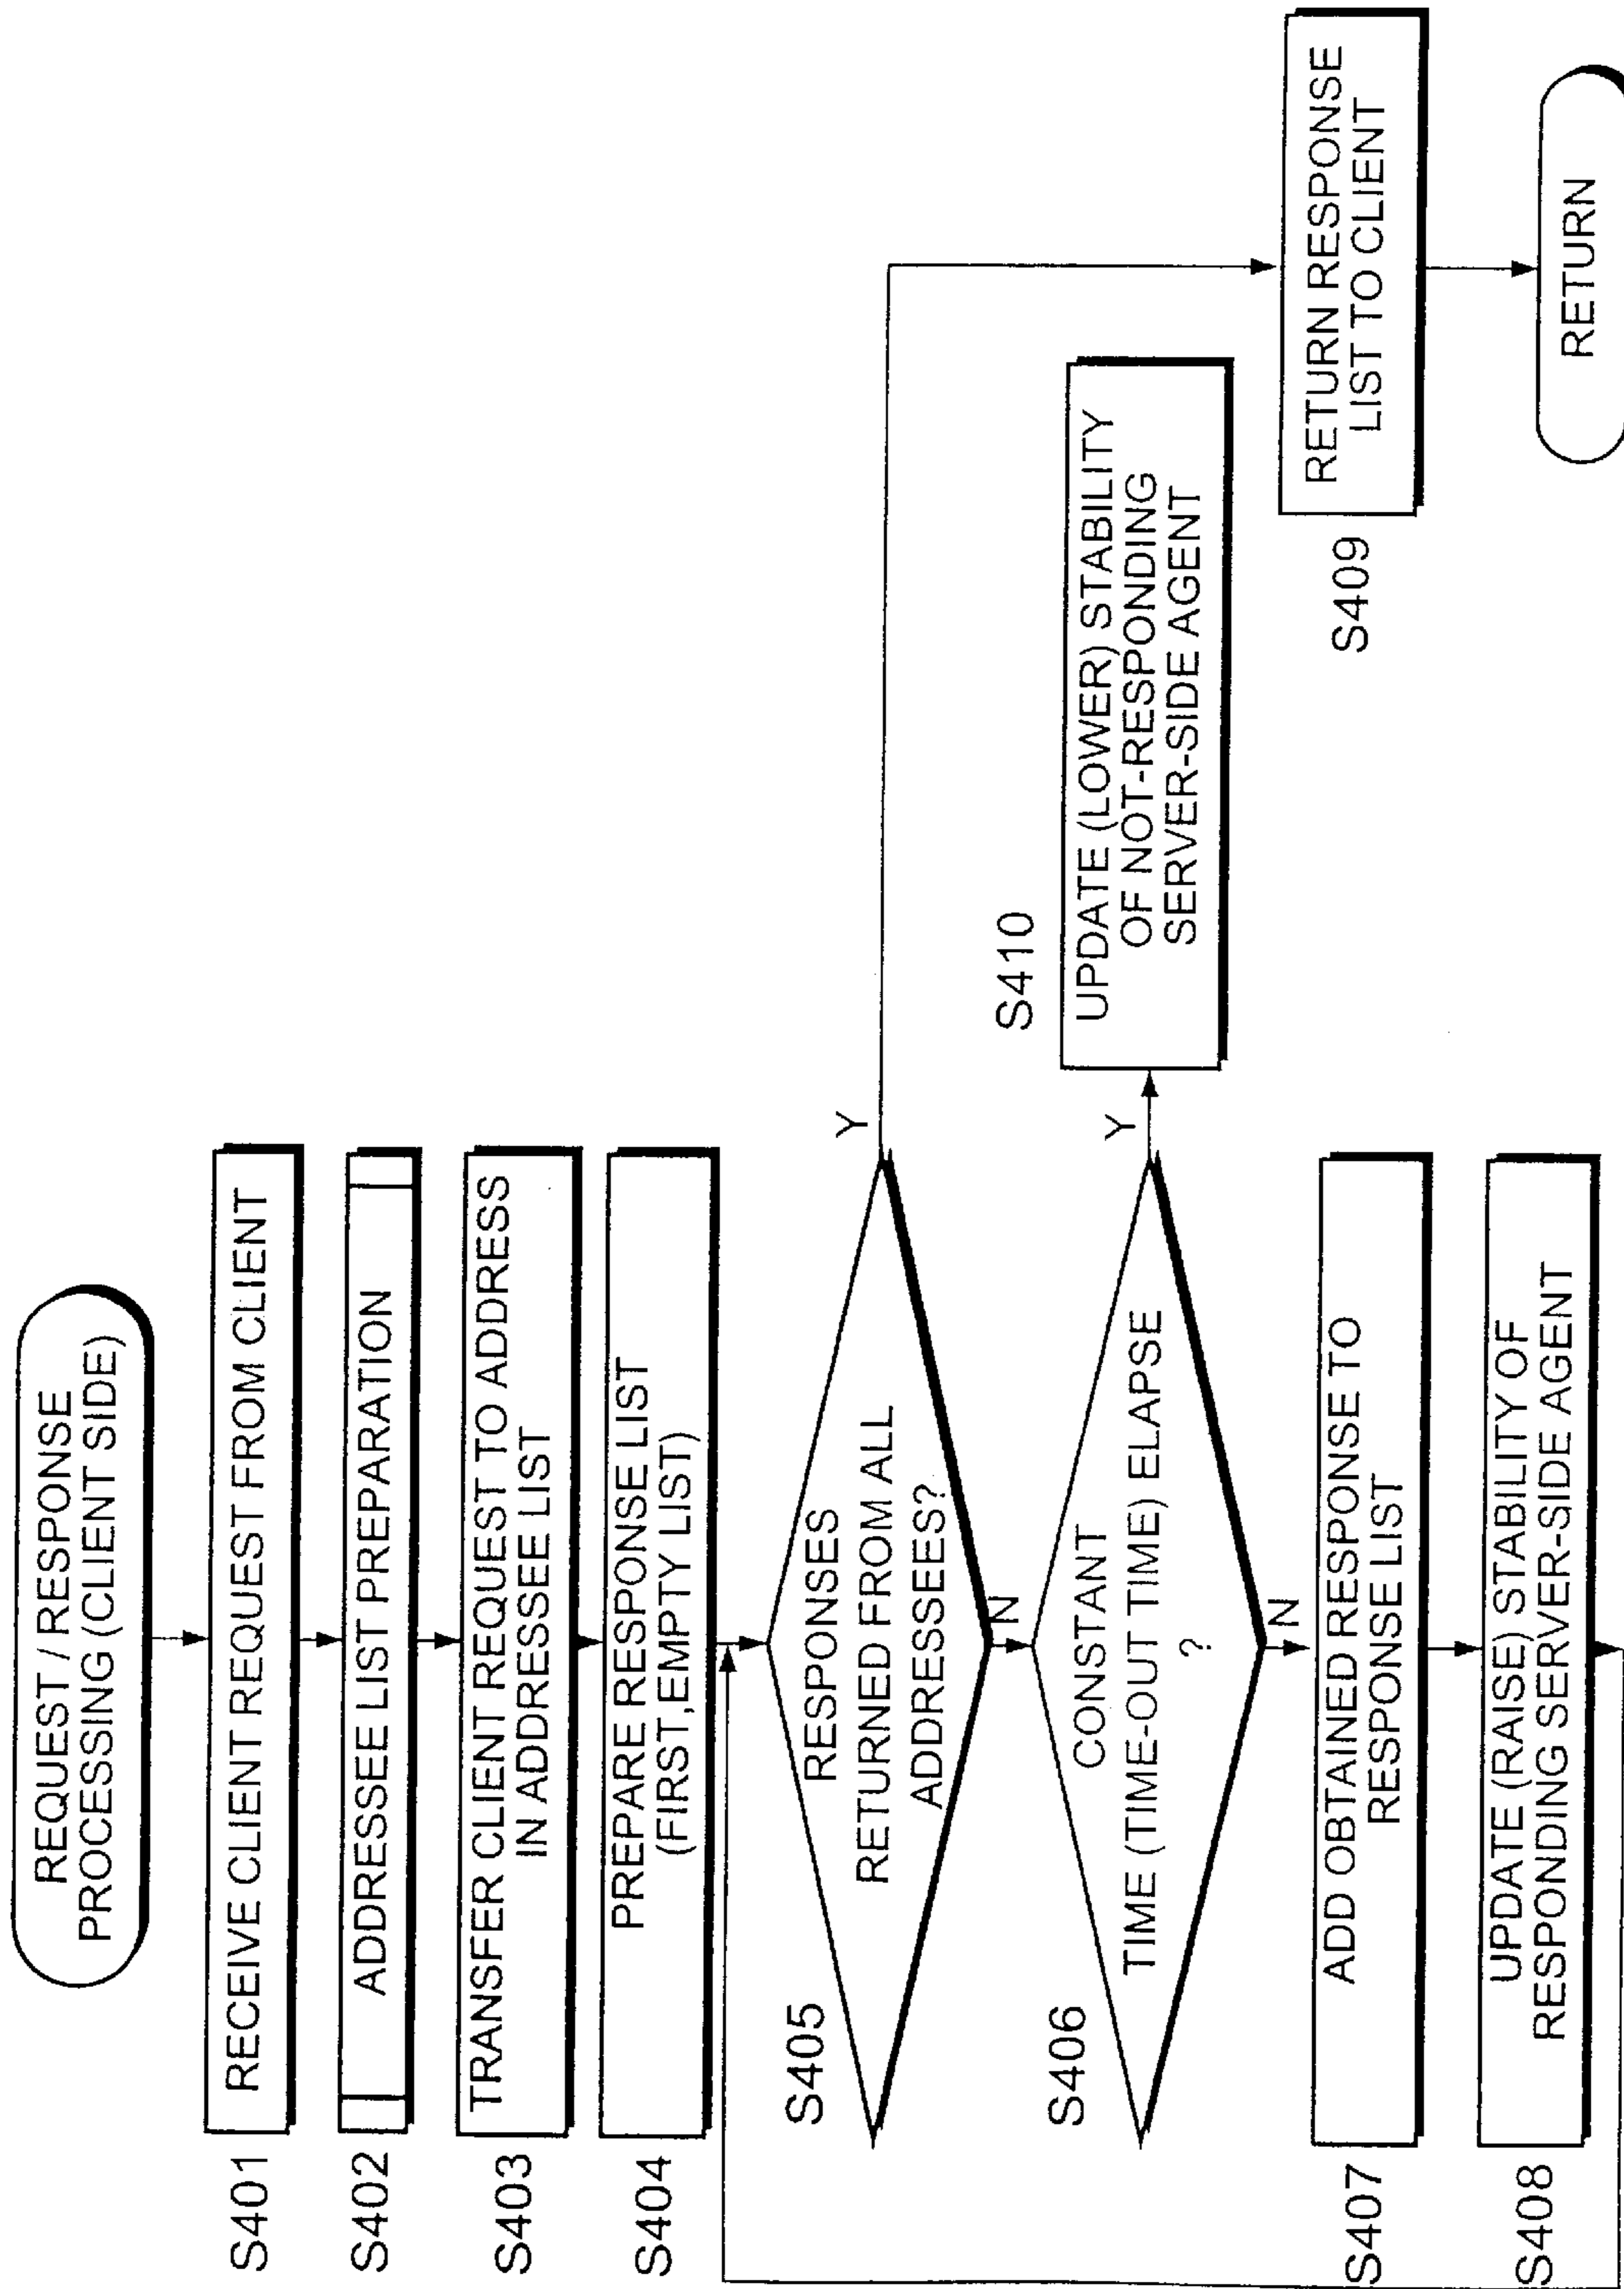 REQUEST / RESPONSE
PROCESSING (CLIENT SIDE)
S401
RECEIVE CLIENT REQUEST FROM CLIENT
S402
ADDRESSEE LIST PREPARATION
S403
TRANSFER CLIENT REQUEST TO ADDRESS
IN ADDRESSEE LIST
S404
PREPARE RESPONSE LIST
(FIRST,EMPTY LIST)
S405
RESPONSES
RETURNED FROM ALL
ADDRESSEES?
Y
N
S406
CONSTANT
TIME (TIME-OUT TIME) ELAPSE
?
Y
N
S410
UPDATE (LOWER) STABILITY
OF NOT-RESPONDING
SERVER-SIDE AGENT
S407
ADD OBTAINED RESPONSE TO
RESPONSE LIST
S408
UPDATE (RAISE) STABILITY OF
RESPONDING SERVER-SIDE AGENT
S409
RETURN RESPONSE
LIST TO CLIENT
RETURN